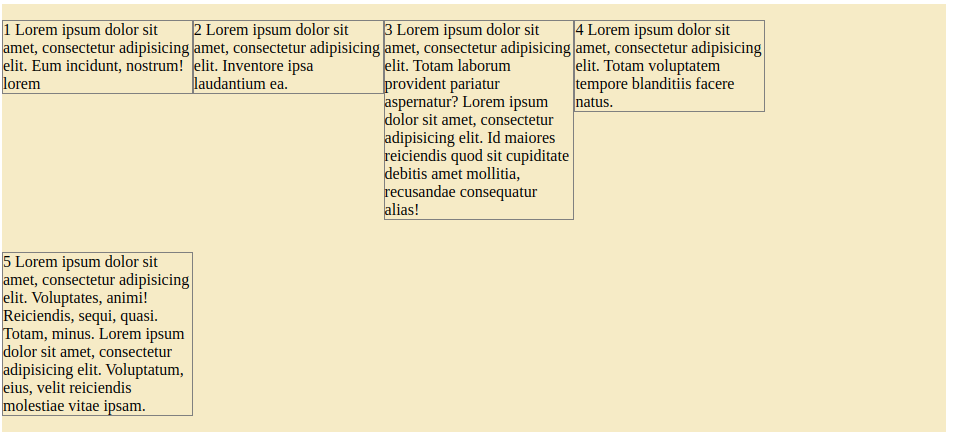 1 Lorem ipsum dolor sit
amet, consectetur adipisicing
elit. Eum incidunt, nostrum!
lorem
2 Lorem ipsum dolor sit
amet, consectetur adipisicing
elit. Inventore ipsa
laudantium ea.
3 Lorem ipsum dolor sit
amet, consectetur adipisicing
elit. Totam laborum
provident pariatur
aspernatur? Lorem ipsum
dolor sit amet, consectetur
adipisicing elit. Id maiores
reiciendis quod sit cupiditate
debitis amet mollitia,
recusandae consequatur
alias!
4 Lorem ipsum dolor sit
amet, consectetur adipisicing
elit. Totam voluptatem
tempore blanditiis facere
natus.
5 Lorem ipsum dolor sit
amet, consectetur adipisicing
elit. Voluptates, animi!
Reiciendis, sequi, quasi.
Totam, minus. Lorem ipsum
dolor sit amet, consectetur
adipisicing elit. Voluptatum,
eius, velit reiciendis
molestiae vitae ipsam.